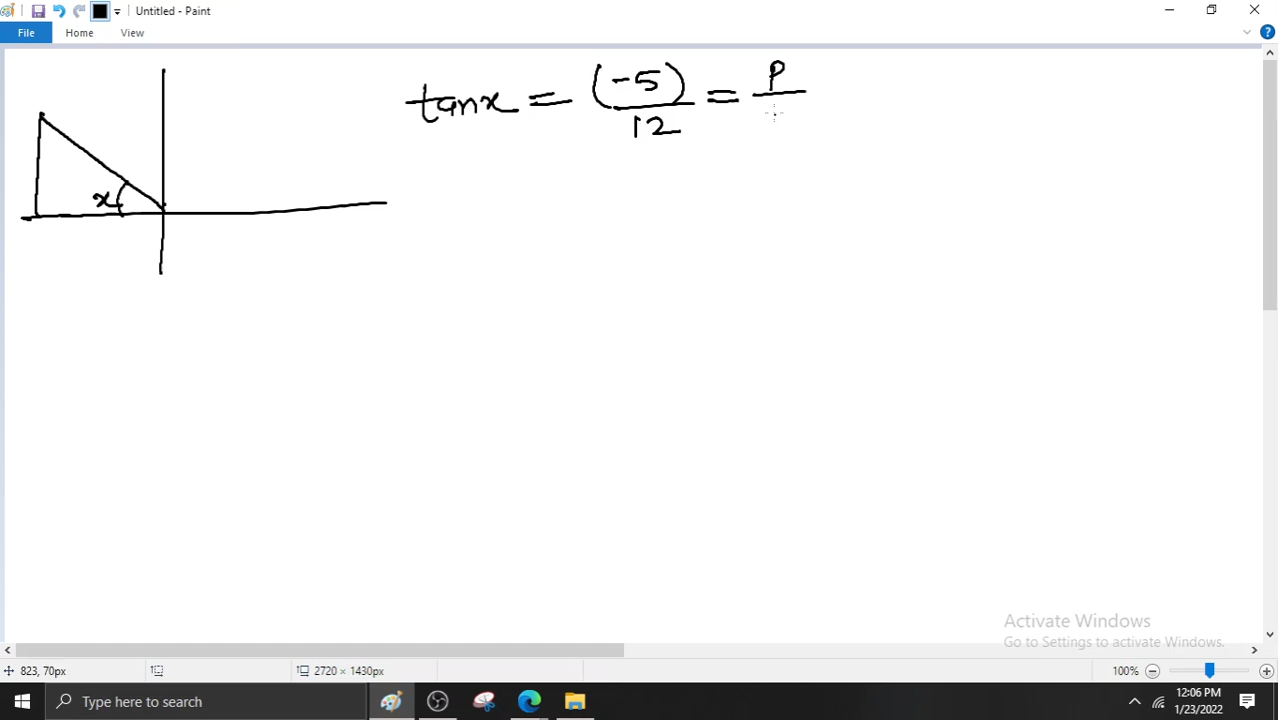 Untitled - Paint
File Home View
tanx = (-5)/12 = P/
x
Activate Windows
Go to Settings to activate Windows.
823, 70px
2720 × 1430px
100%
Type here to search
12:06 PM
1/23/2022